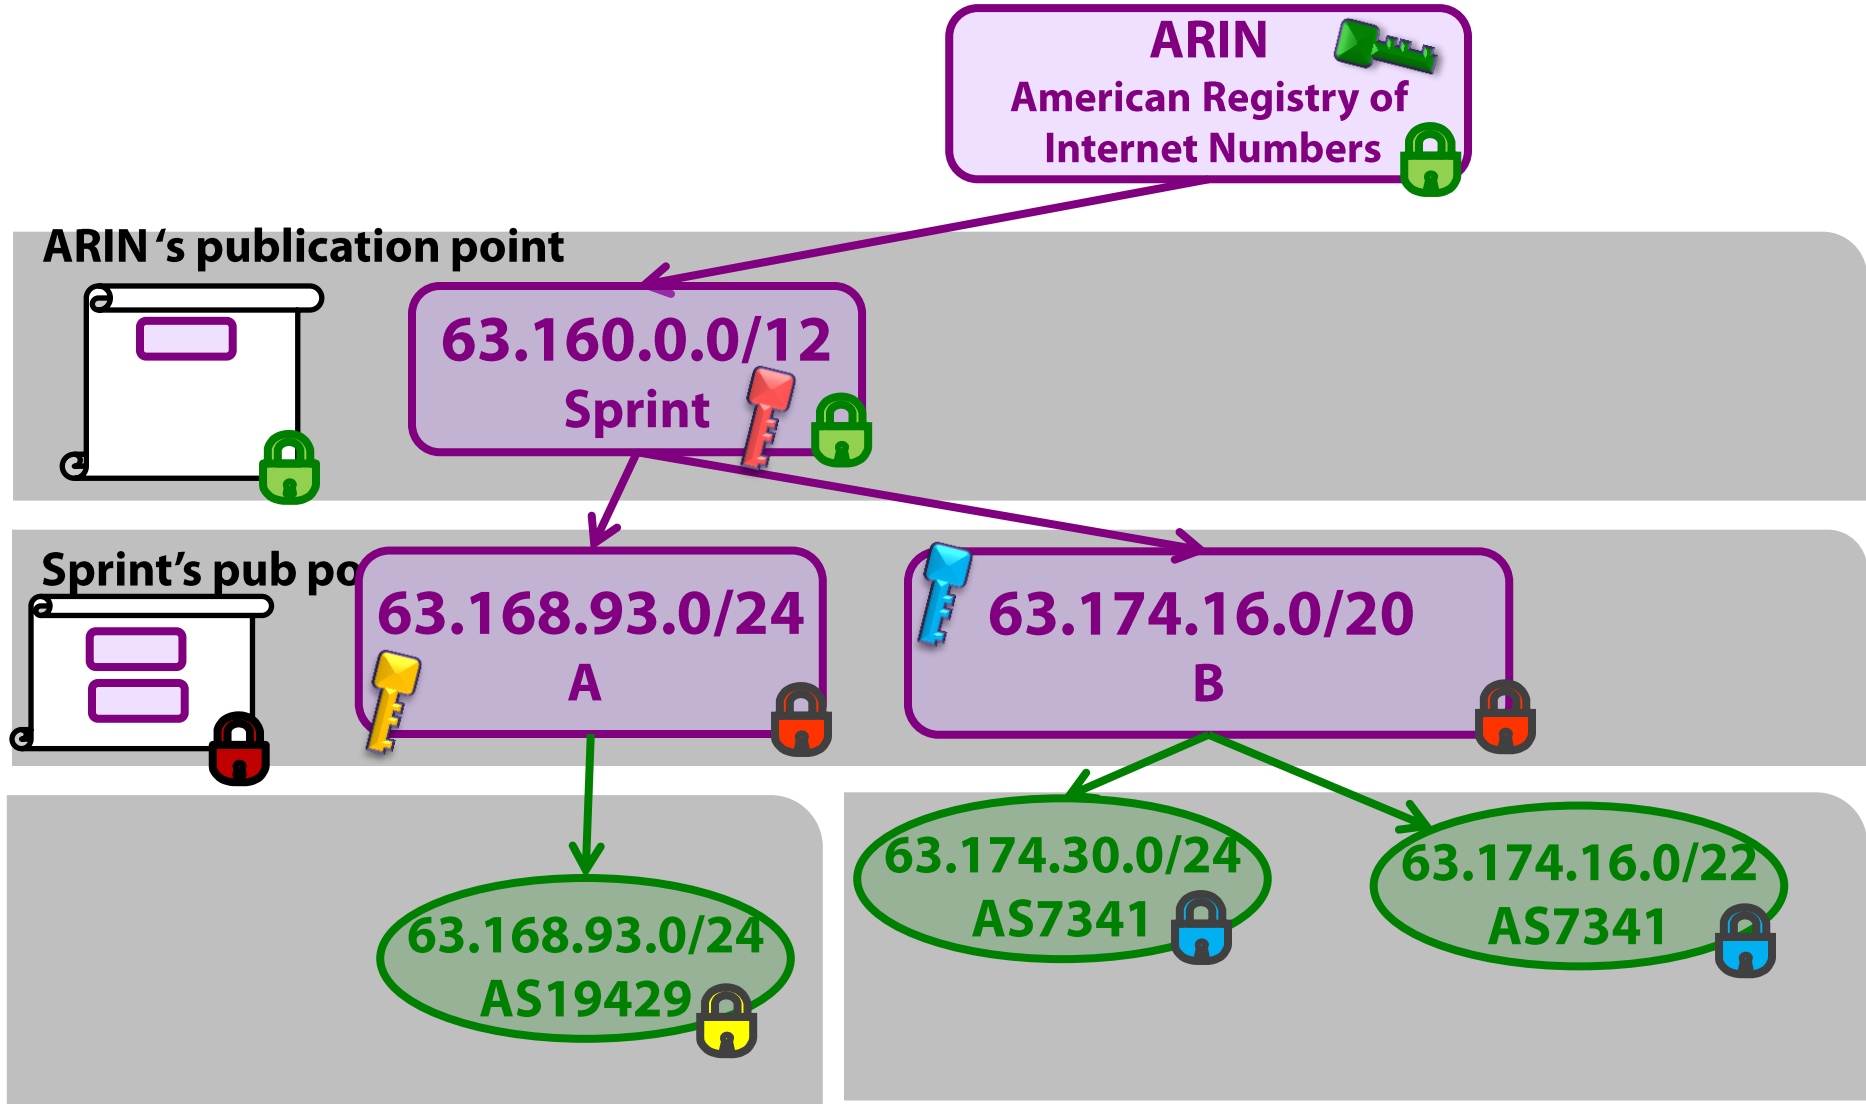 ARIN
American Registry of
Internet Numbers
ARIN ‘s publication point
63.160.0.0/12
Sprint
Sprint’s pub po
63.168.93.0/24
A
63.174.16.0/20
B
63.174.30.0/24
AS7341
63.174.16.0/22
AS7341
63.168.93.0/24
AS19429